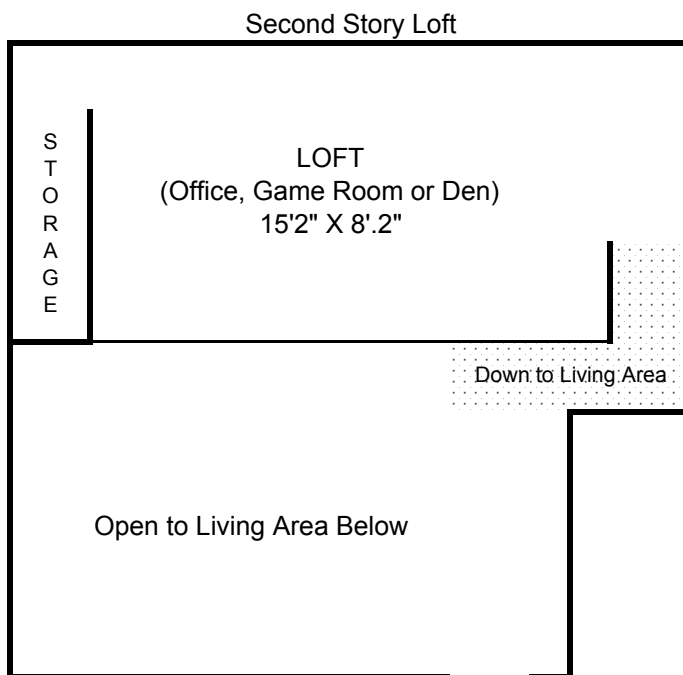 Second Story Loft
LOFT
(Office, Game Room or Den)
15'2" X 8'.2"
S
T
O
R
A
G
E
Down to Living Area
Open to Living Area Below